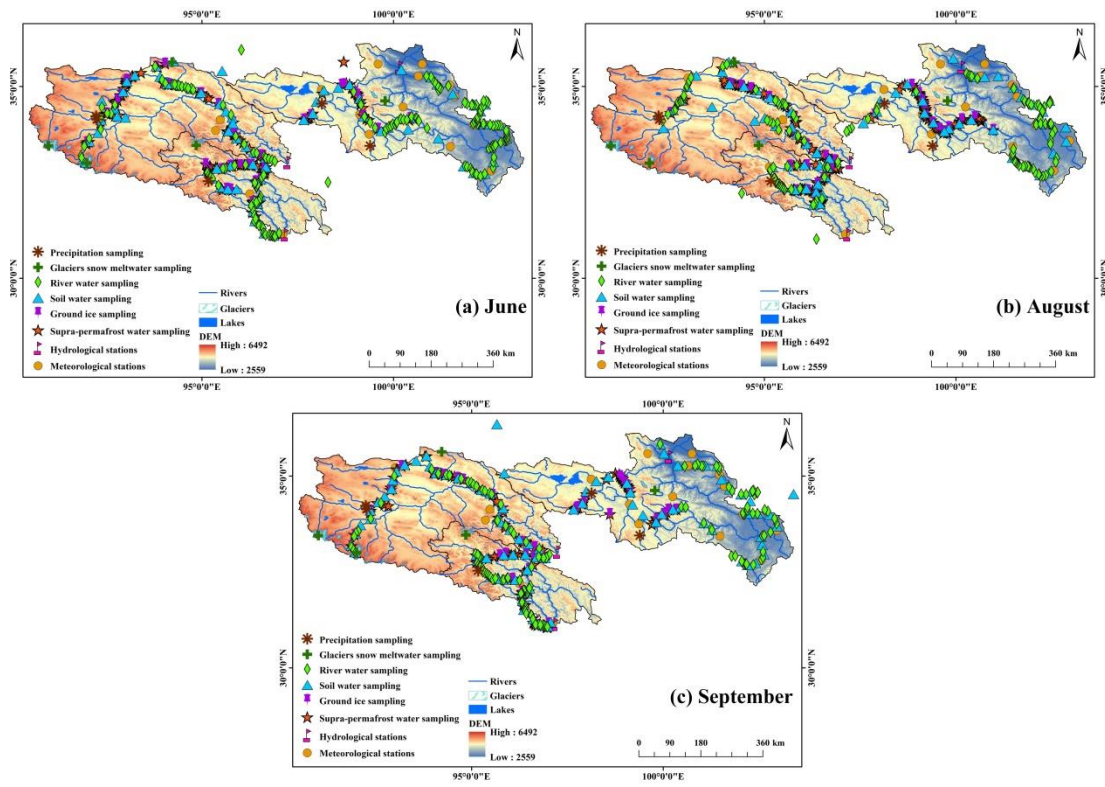 95°0'0"E 100°0'0"E
N
35°0'0"N
30°0'0"N
35°0'0"N
30°0'0"N
Precipitation sampling
Glaciers snow meltwater sampling
River water sampling
Soil water sampling
Ground ice sampling
Supra-permafrost water sampling
Hydrological stations
Meteorological stations
Rivers
Glaciers
Lakes
DEM
High : 6492
Low : 2559
(a) June
0 90 180 360 km
95°0'0"E 100°0'0"E
95°0'0"E 100°0'0"E
N
35°0'0"N
30°0'0"N
35°0'0"N
30°0'0"N
Precipitation sampling
Glaciers snow meltwater sampling
River water sampling
Soil water sampling
Ground ice sampling
Supra-permafrost water sampling
Hydrological stations
Meteorological stations
Rivers
Glaciers
Lakes
DEM
High : 6492
Low : 2559
(b) August
0 90 180 360 km
95°0'0"E 100°0'0"E
95°0'0"E 100°0'0"E
N
35°0'0"N
30°0'0"N
35°0'0"N
30°0'0"N
Precipitation sampling
Glaciers snow meltwater sampling
River water sampling
Soil water sampling
Ground ice sampling
Supra-permafrost water sampling
Hydrological stations
Meteorological stations
Rivers
Glaciers
Lakes
DEM
High : 6492
Low : 2559
(c) September
0 90 180 360 km
95°0'0"E 100°0'0"E